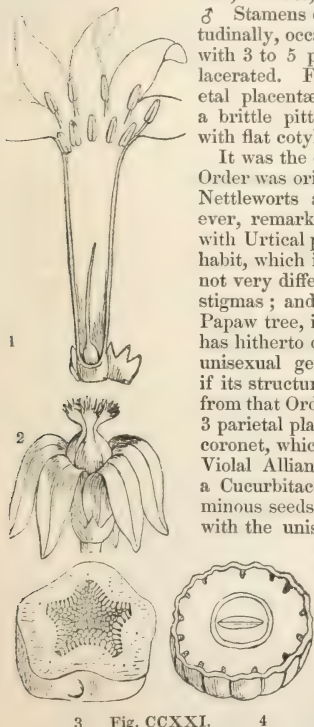 ♂ Stamens
tudinally, occa
with 3 to 5 p
lacerated. F
etal placentæ
a brittle pitt
with flat coty
It was the
Order was ori
Nettleworts a
ever, remark
with Urtical p
habit, which i
not very diffe
stigmas ; and
Papaw tree, i
has hitherto
unisexual ge
if its structur
from that Ord
3 parietal pla
coronet, whic
Violal Allian
a Cucurbitac
minous seeds
with the unis
1
2
3 Fig. CCXXI. 4